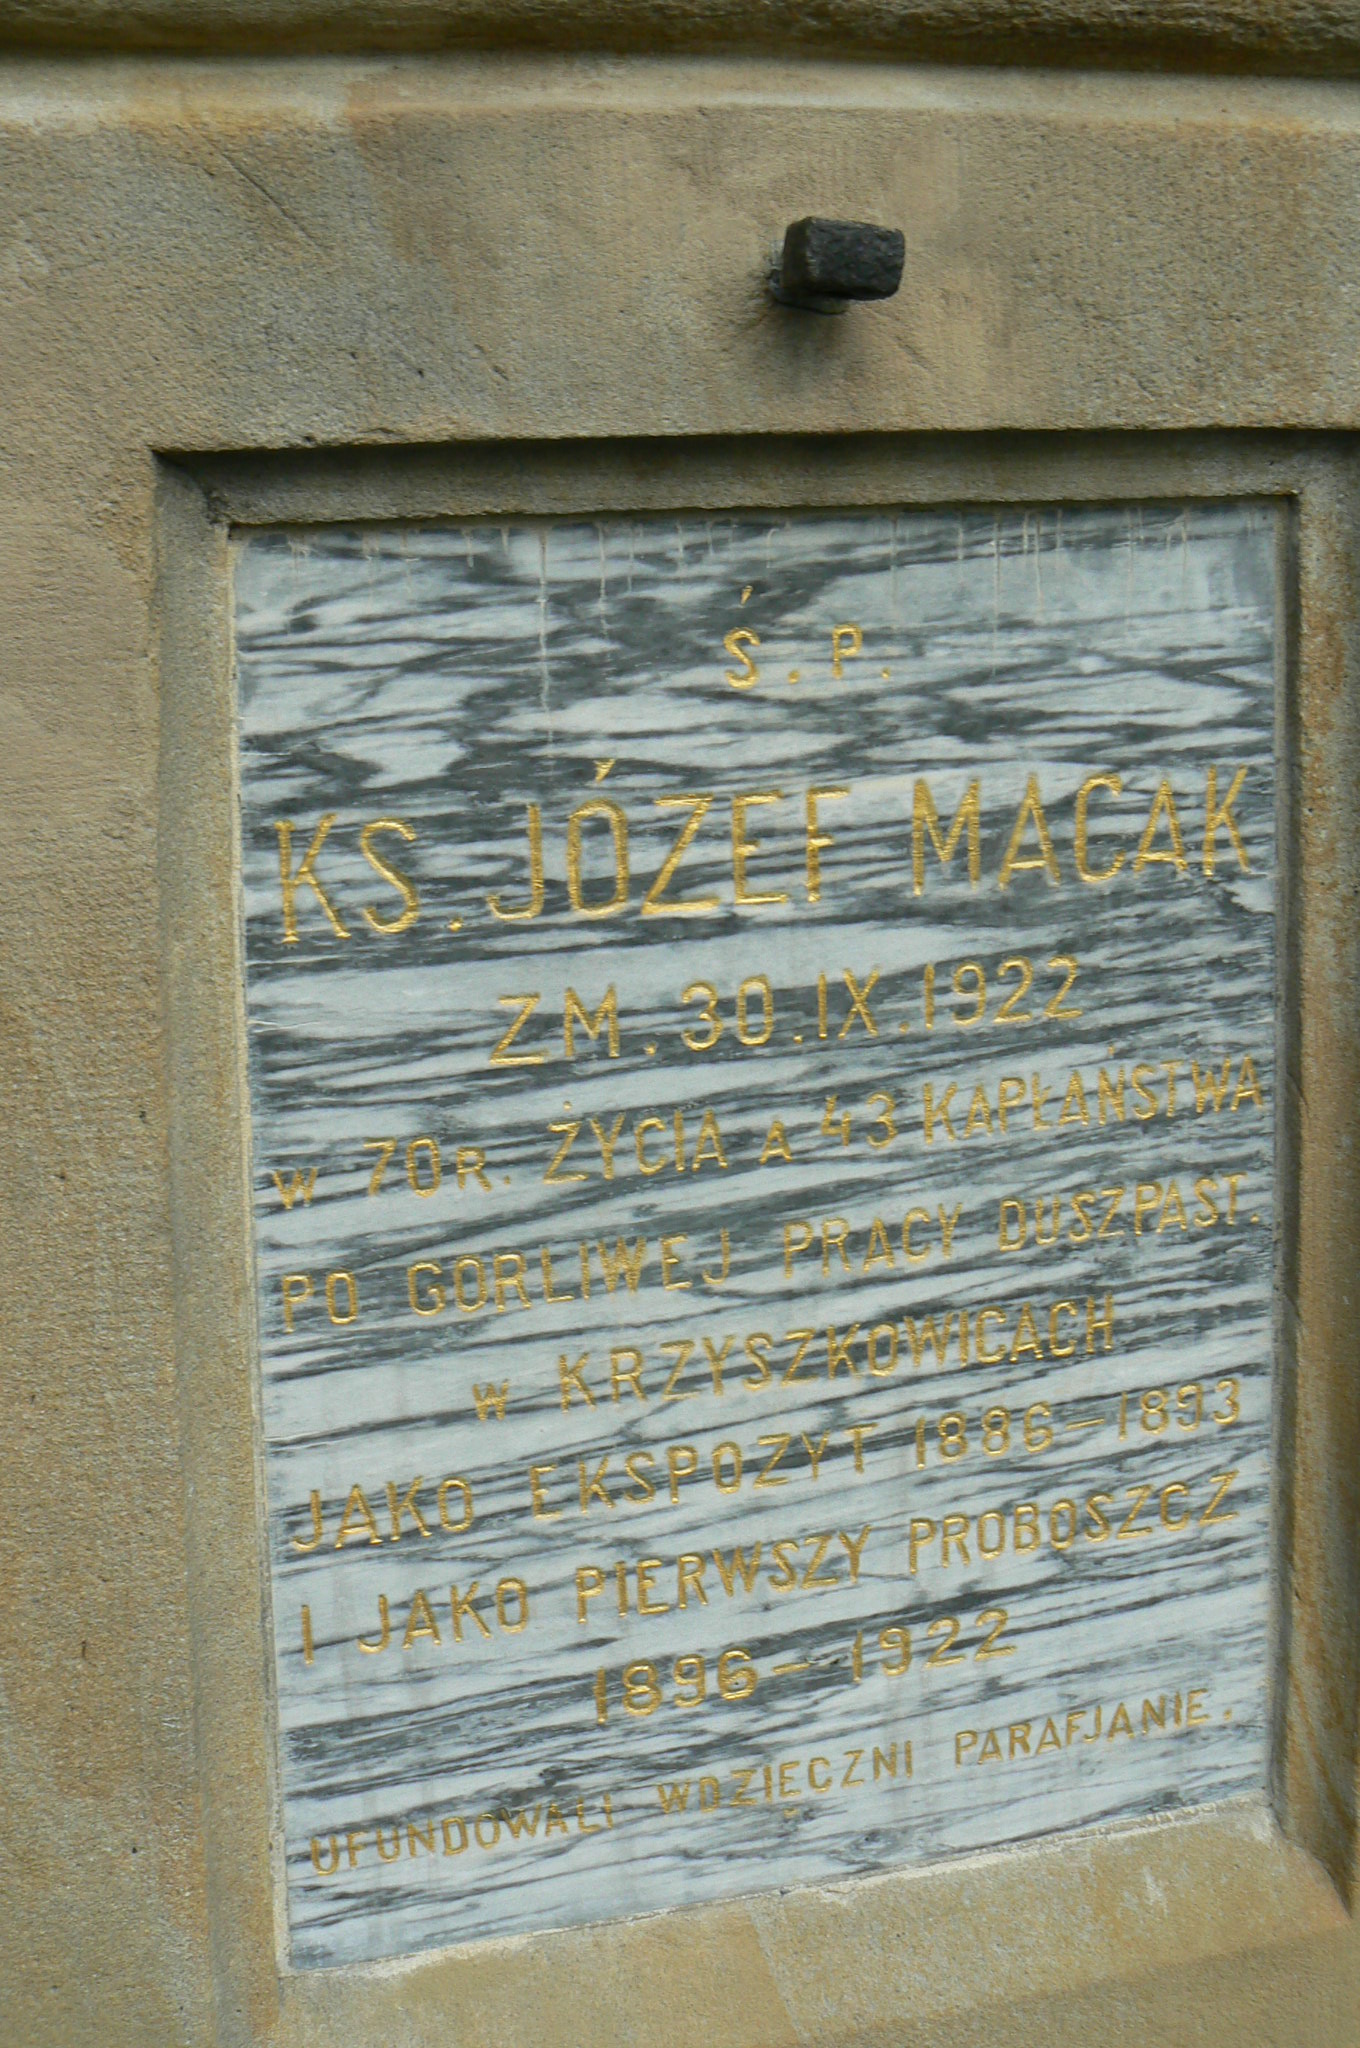 Ś. P.
KS. JÓZEF MACAK
ZM. 30. IX. 1922
W 70 R. ŻYCIA A 43 KAPŁAŃSTWA
PO GORLIWEJ PRACY DUSZPAST.
W KRZYSZKOWICACH
JAKO EKSPOZYT 1886-1893
I JAKO PIERWSZY PROBOSZCZ
1896-1922
UFUNDOWALI WDZIĘCZNI PARAFJANIE.